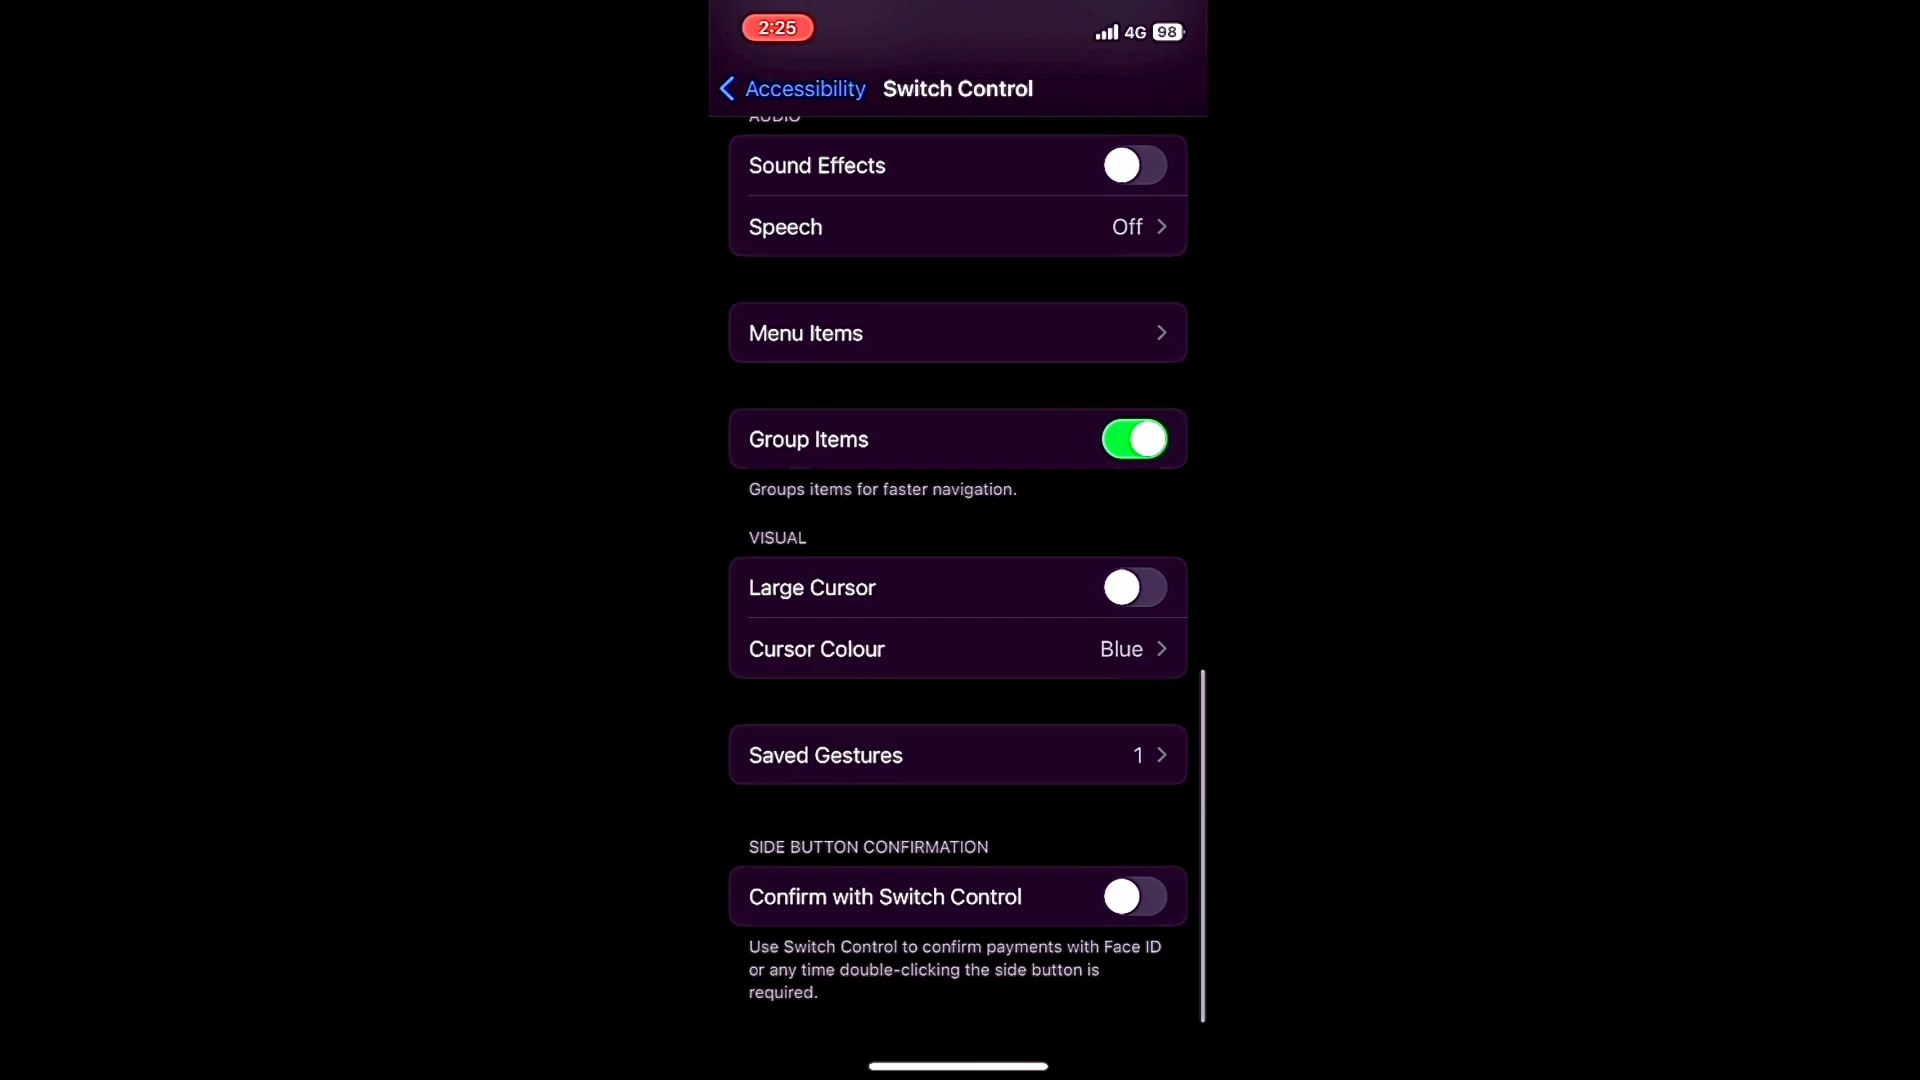 2:25
4G 98
Accessibility Switch Control
AUDIO
Sound Effects
Speech Off
Menu Items
Group Items
Groups items for faster navigation.
VISUAL
Large Cursor
Cursor Colour Blue
Saved Gestures 1
SIDE BUTTON CONFIRMATION
Confirm with Switch Control
Use Switch Control to confirm payments with Face ID
or any time double-clicking the side button is
required.